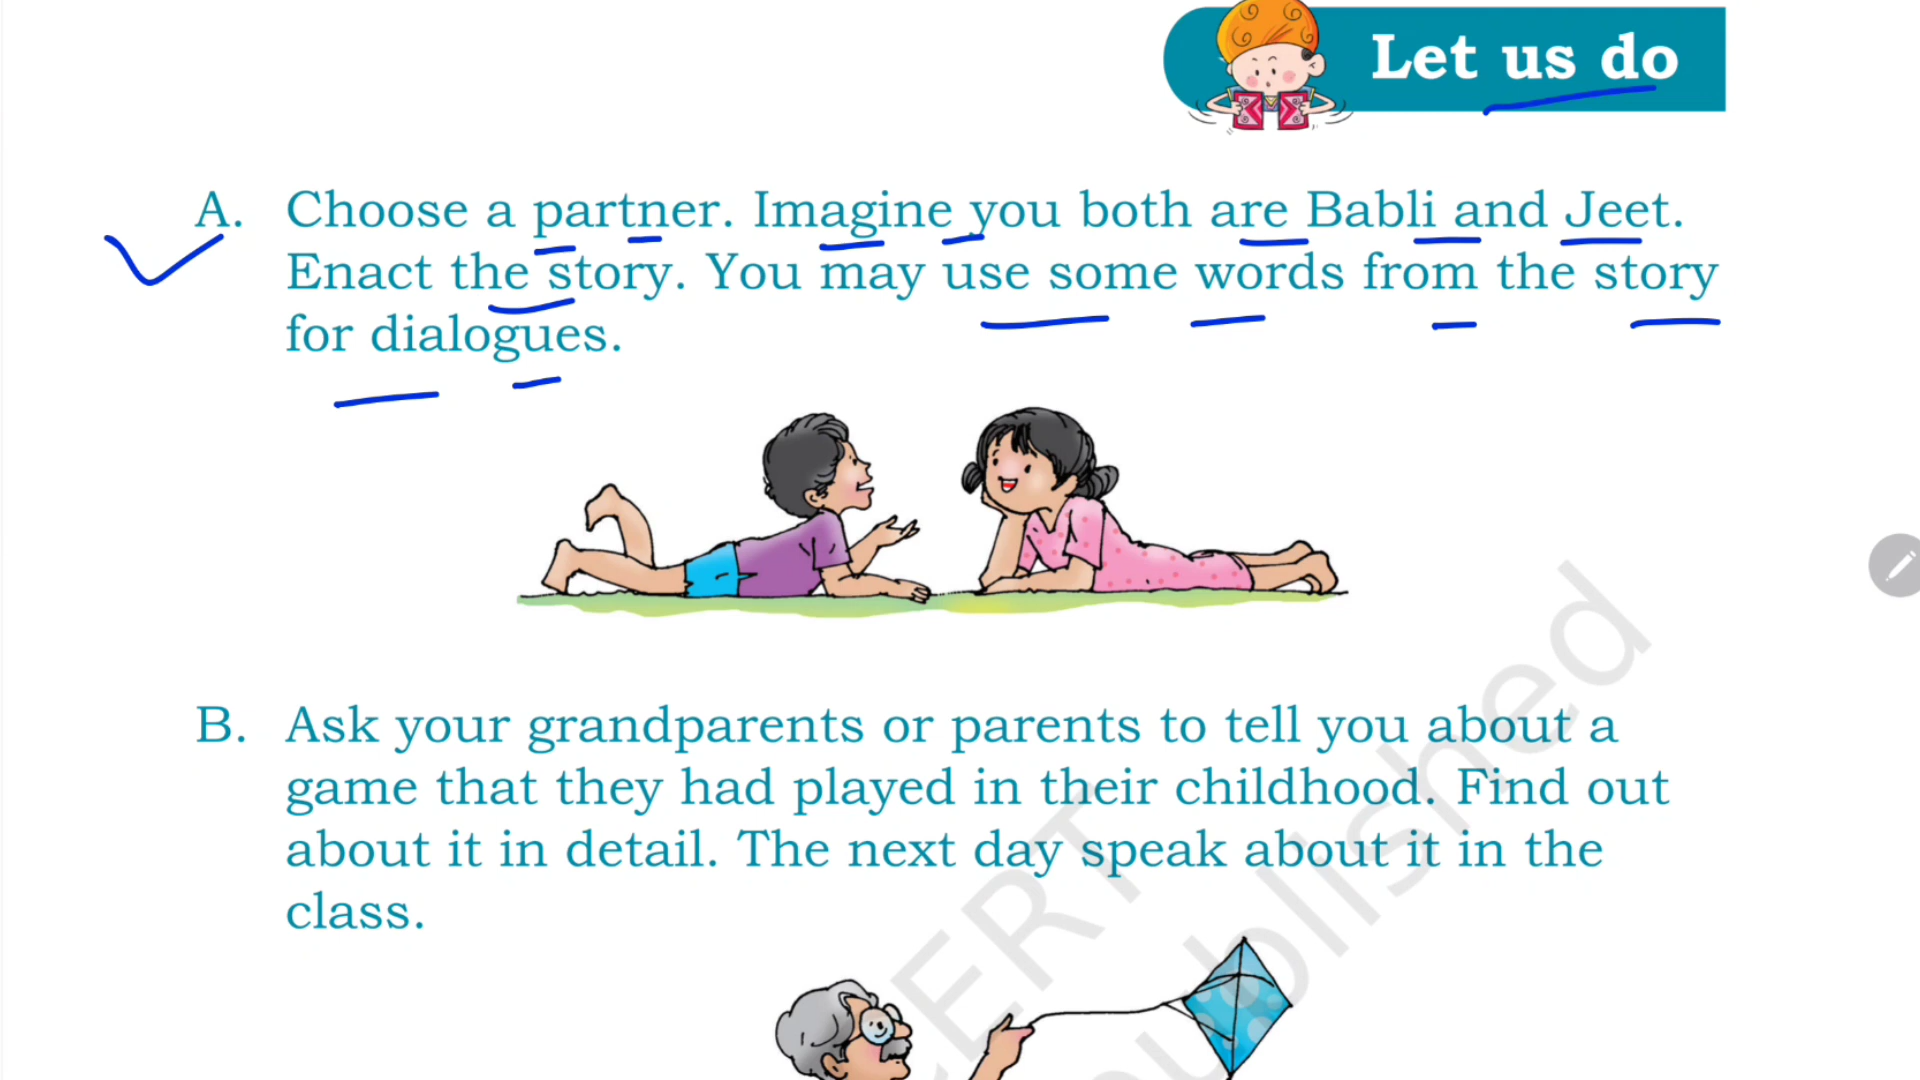 Let us do
A. Choose a partner. Imagine you both are Babli and Jeet.
Enact the story. You may use some words from the story
for dialogues.
B. Ask your grandparents or parents to tell you about a
game that they had played in their childhood. Find out
about it in detail. The next day speak about it in the
class.